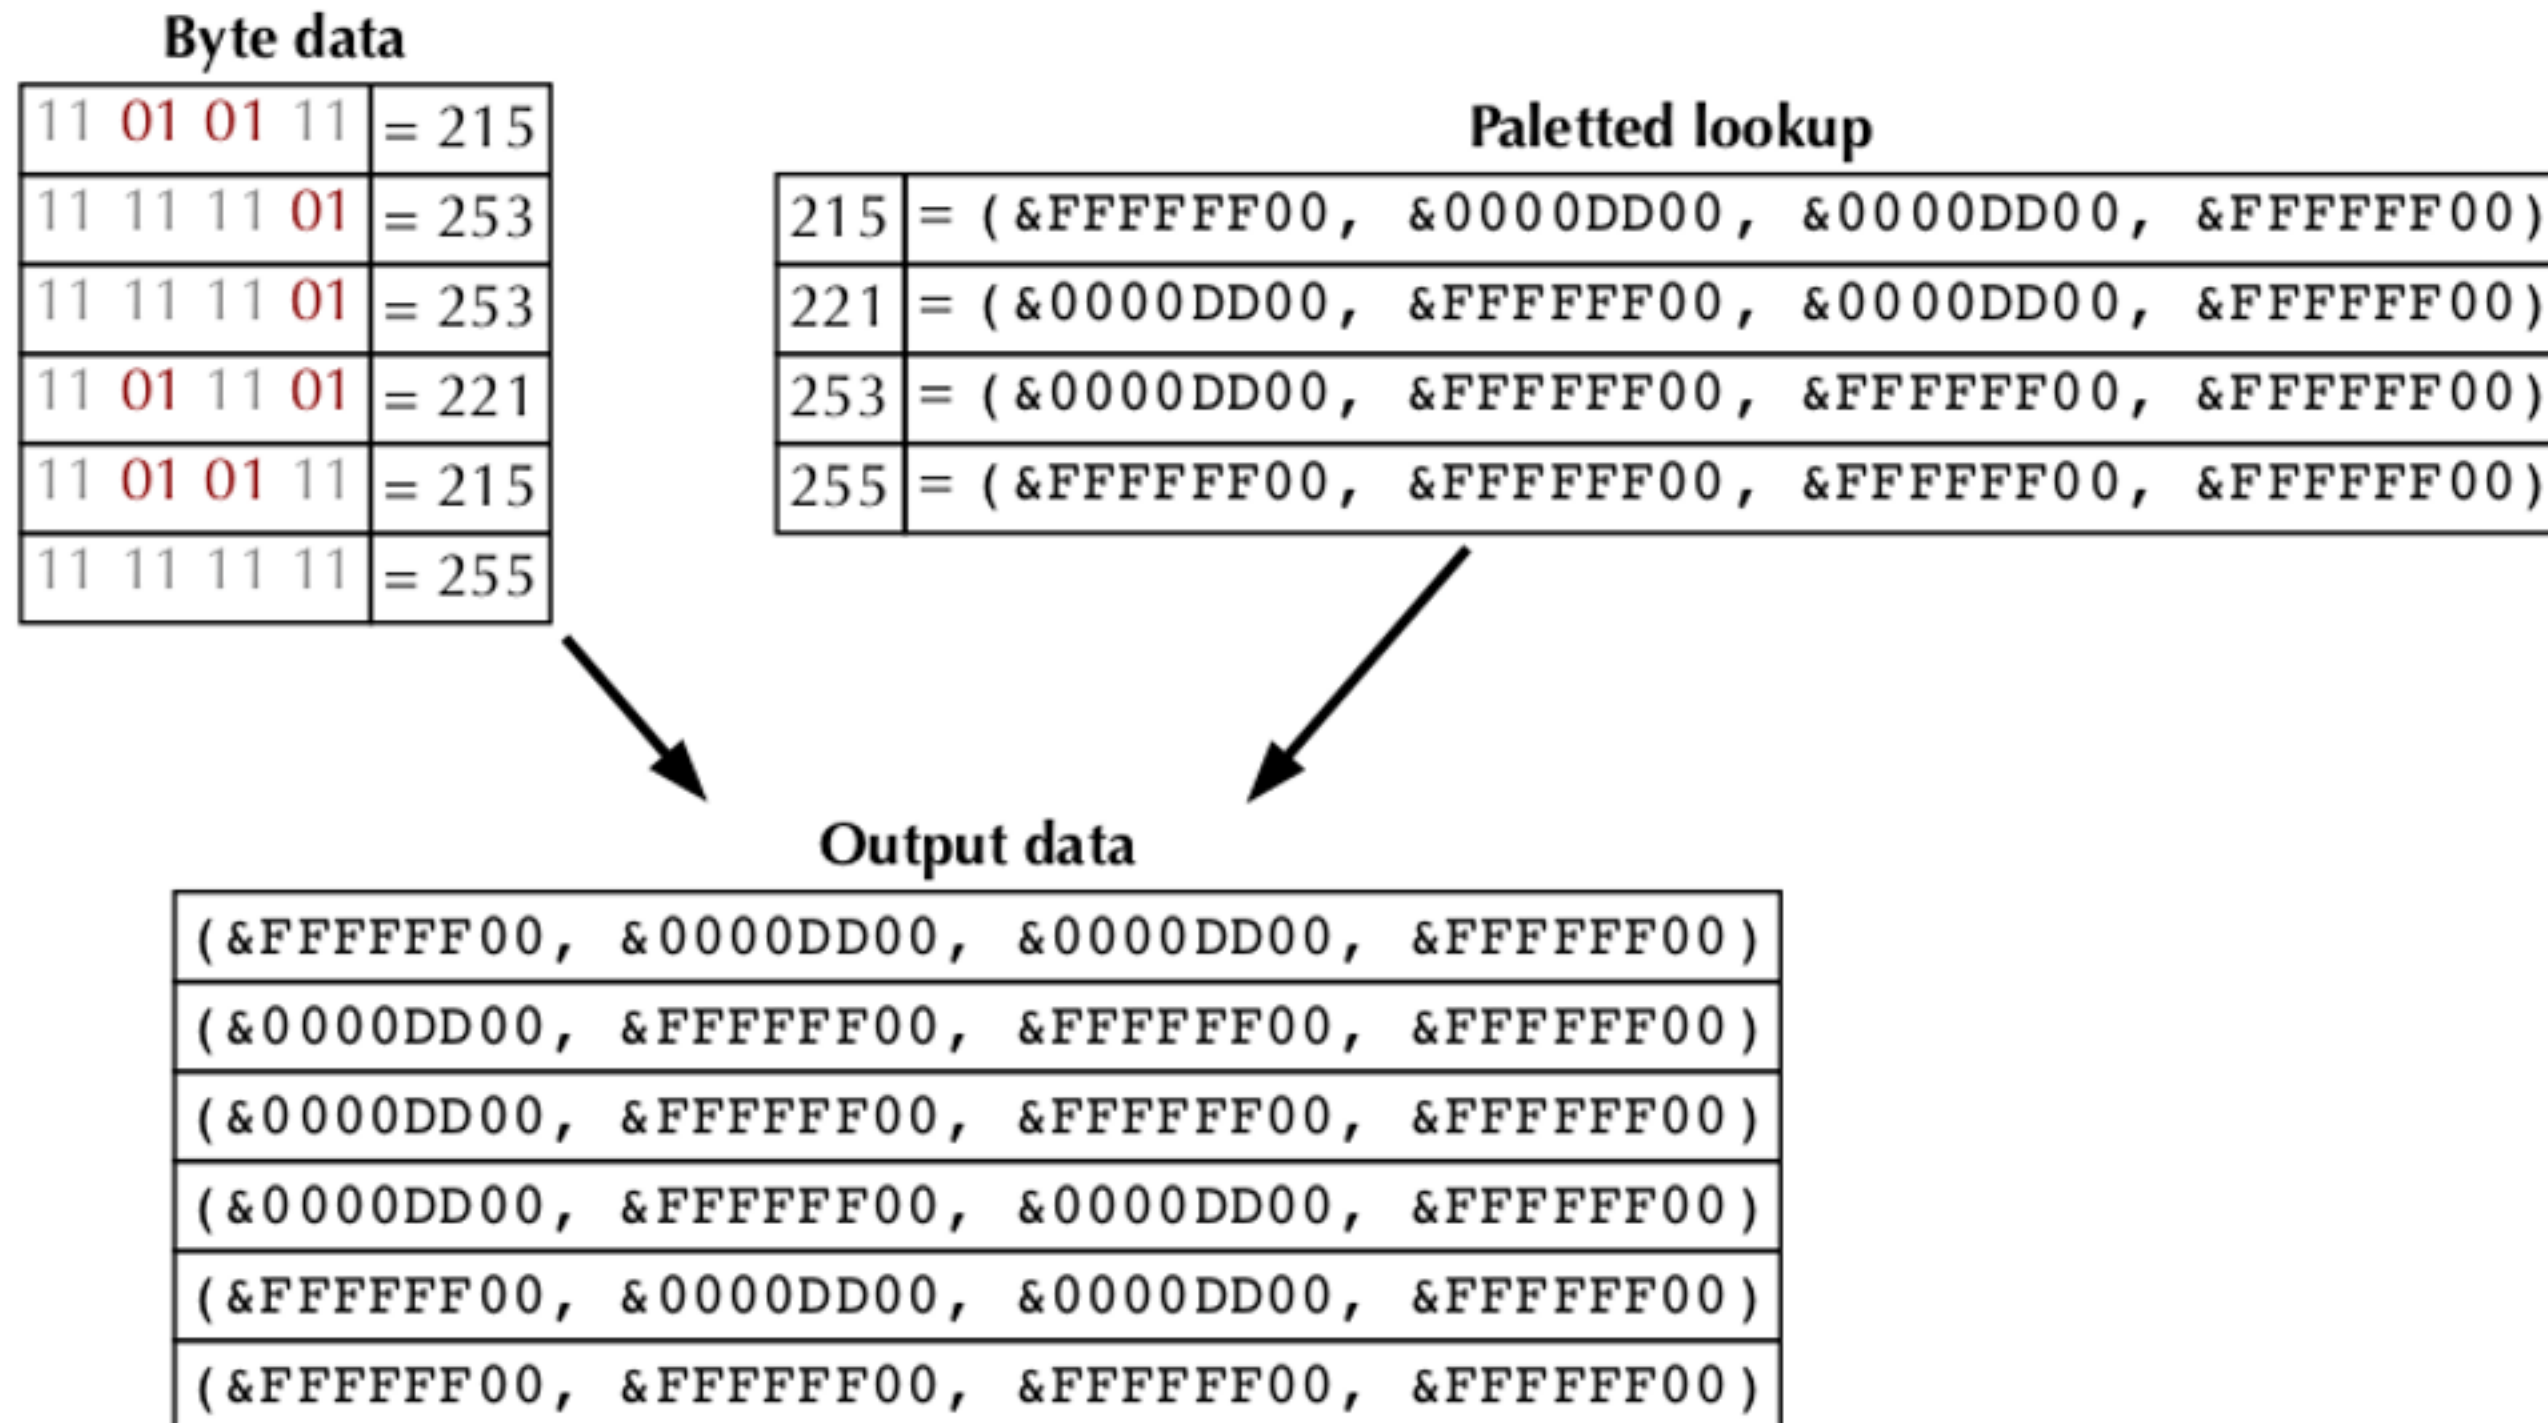 Byte data
11 01 01 11 = 215
11 11 11 01 = 253
11 11 11 01 = 253
11 01 11 01 = 221
11 01 01 11 = 215
11 11 11 11 = 255
Paletted lookup
215 = (&FFFFFF00, &0000DD00, &0000DD00, &FFFFFF00)
221 = (&0000DD00, &FFFFFF00, &0000DD00, &FFFFFF00)
253 = (&0000DD00, &FFFFFF00, &FFFFFF00, &FFFFFF00)
255 = (&FFFFFF00, &FFFFFF00, &FFFFFF00, &FFFFFF00)
Output data
(&FFFFFF00, &0000DD00, &0000DD00, &FFFFFF00)
(&0000DD00, &FFFFFF00, &FFFFFF00, &FFFFFF00)
(&0000DD00, &FFFFFF00, &FFFFFF00, &FFFFFF00)
(&0000DD00, &FFFFFF00, &0000DD00, &FFFFFF00)
(&FFFFFF00, &0000DD00, &0000DD00, &FFFFFF00)
(&FFFFFF00, &FFFFFF00, &FFFFFF00, &FFFFFF00)